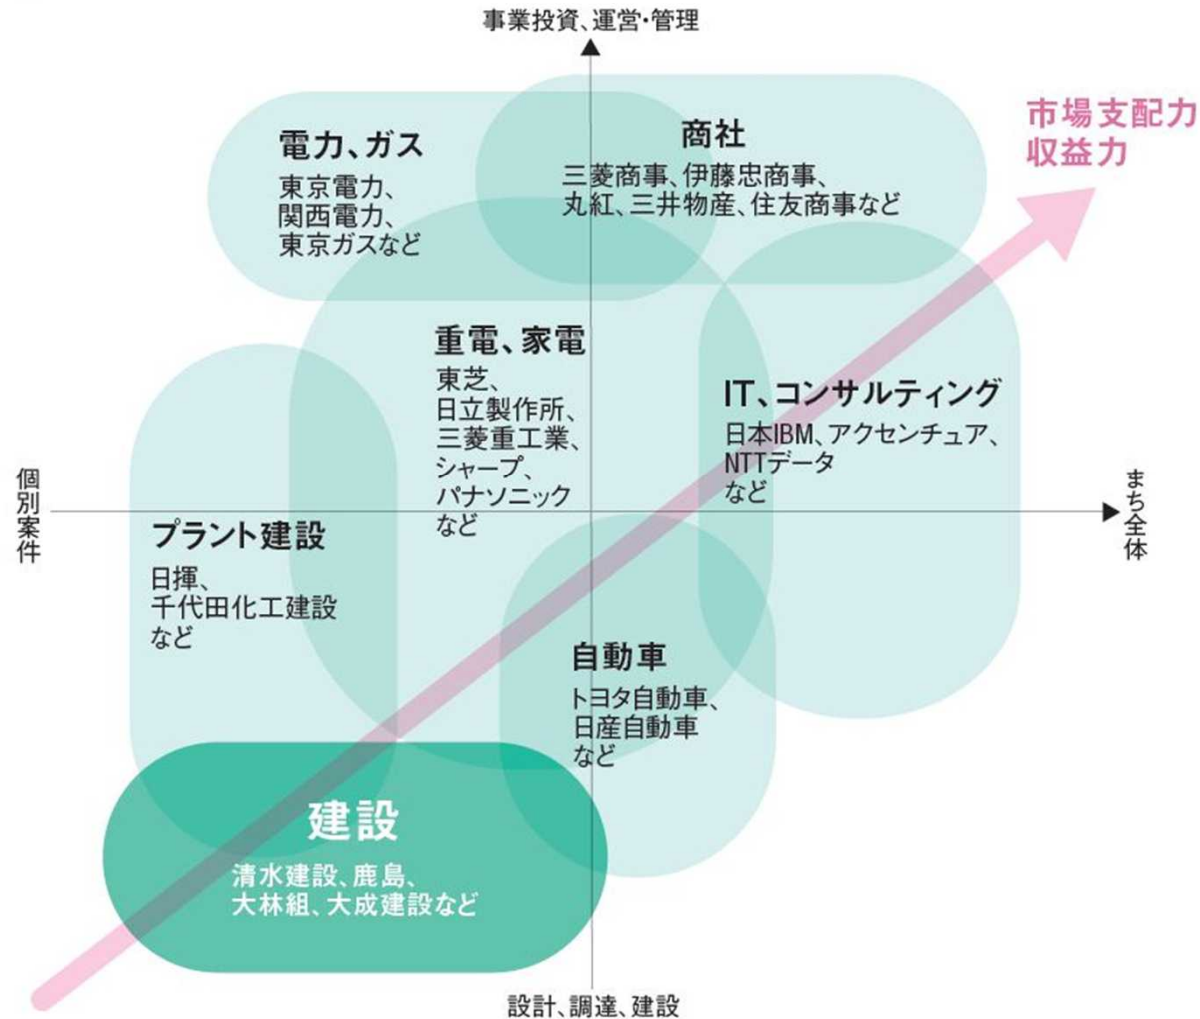 事業投資、運営・管理
市場支配力
収益力
電力、ガス
東京電力、
関西電力、
東京ガスなど
商社
三菱商事、伊藤忠商事、
丸紅、三井物産、住友商事など
重電、家電
東芝、
日立製作所、
三菱重工業、
シャープ、
パナソニック
など
IT、コンサルティング
日本IBM、アクセンチュア、
NTTデータ
など
個別案件
まち全体
プラント建設
日揮、
千代田化工建設
など
自動車
トヨタ自動車、
日産自動車
など
建設
清水建設、鹿島、
大林組、大成建設など
設計、調達、建設